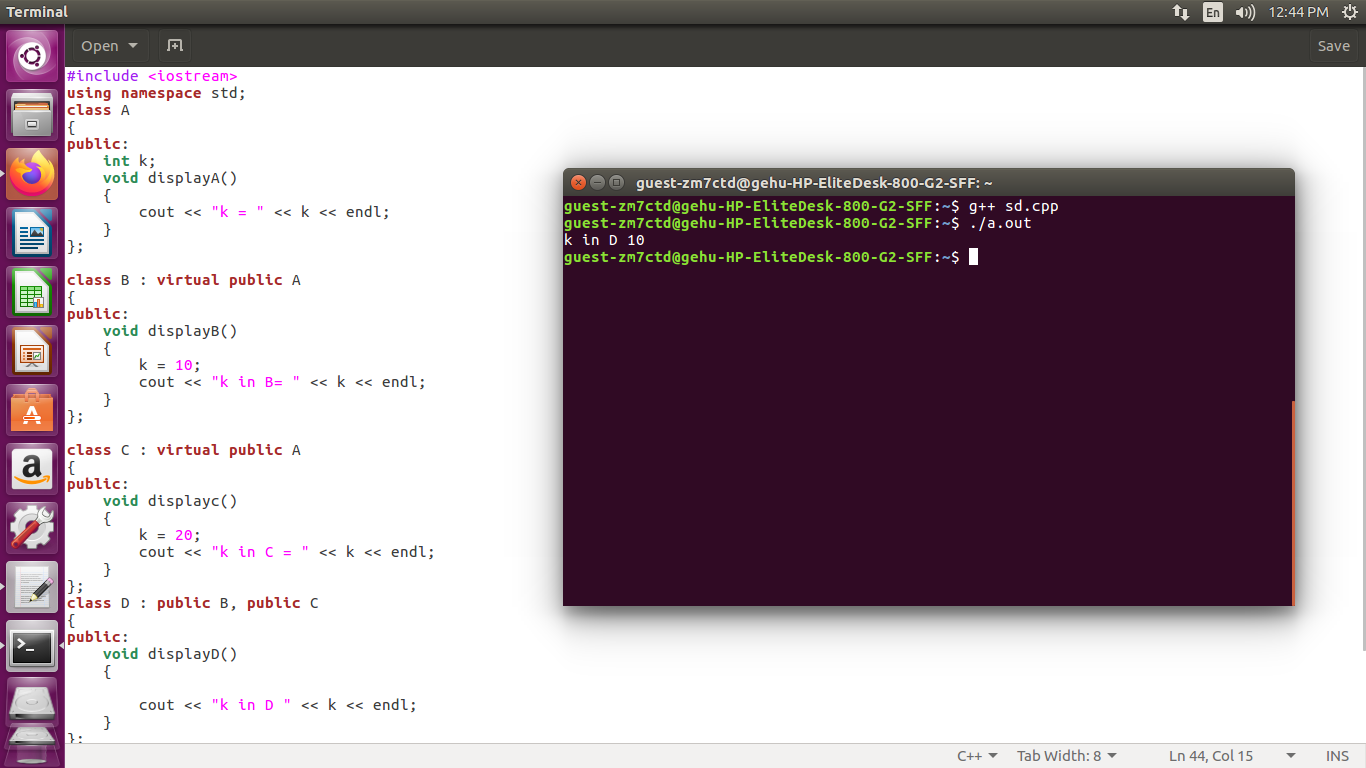 Terminal
En
12:44 PM
Open
Save
#include <iostream>
using namespace std;
class A
{
public:
    int k;
    void displayA()
    {
        cout << "k = " << k << endl;
    }
};

class B : virtual public A
{
public:
    void displayB()
    {
        k = 10;
        cout << "k in B= " << k << endl;
    }
};

class C : virtual public A
{
public:
    void displayc()
    {
        k = 20;
        cout << "k in C = " << k << endl;
    }
};
class D : public B, public C
{
public:
    void displayD()
    {

        cout << "k in D " << k << endl;
    }
};
guest-zm7ctd@gehu-HP-EliteDesk-800-G2-SFF: ~
guest-zm7ctd@gehu-HP-EliteDesk-800-G2-SFF:~$ g++ sd.cpp
guest-zm7ctd@gehu-HP-EliteDesk-800-G2-SFF:~$ ./a.out
k in D 10
guest-zm7ctd@gehu-HP-EliteDesk-800-G2-SFF:~$
C++
Tab Width: 8
Ln 44, Col 15
INS